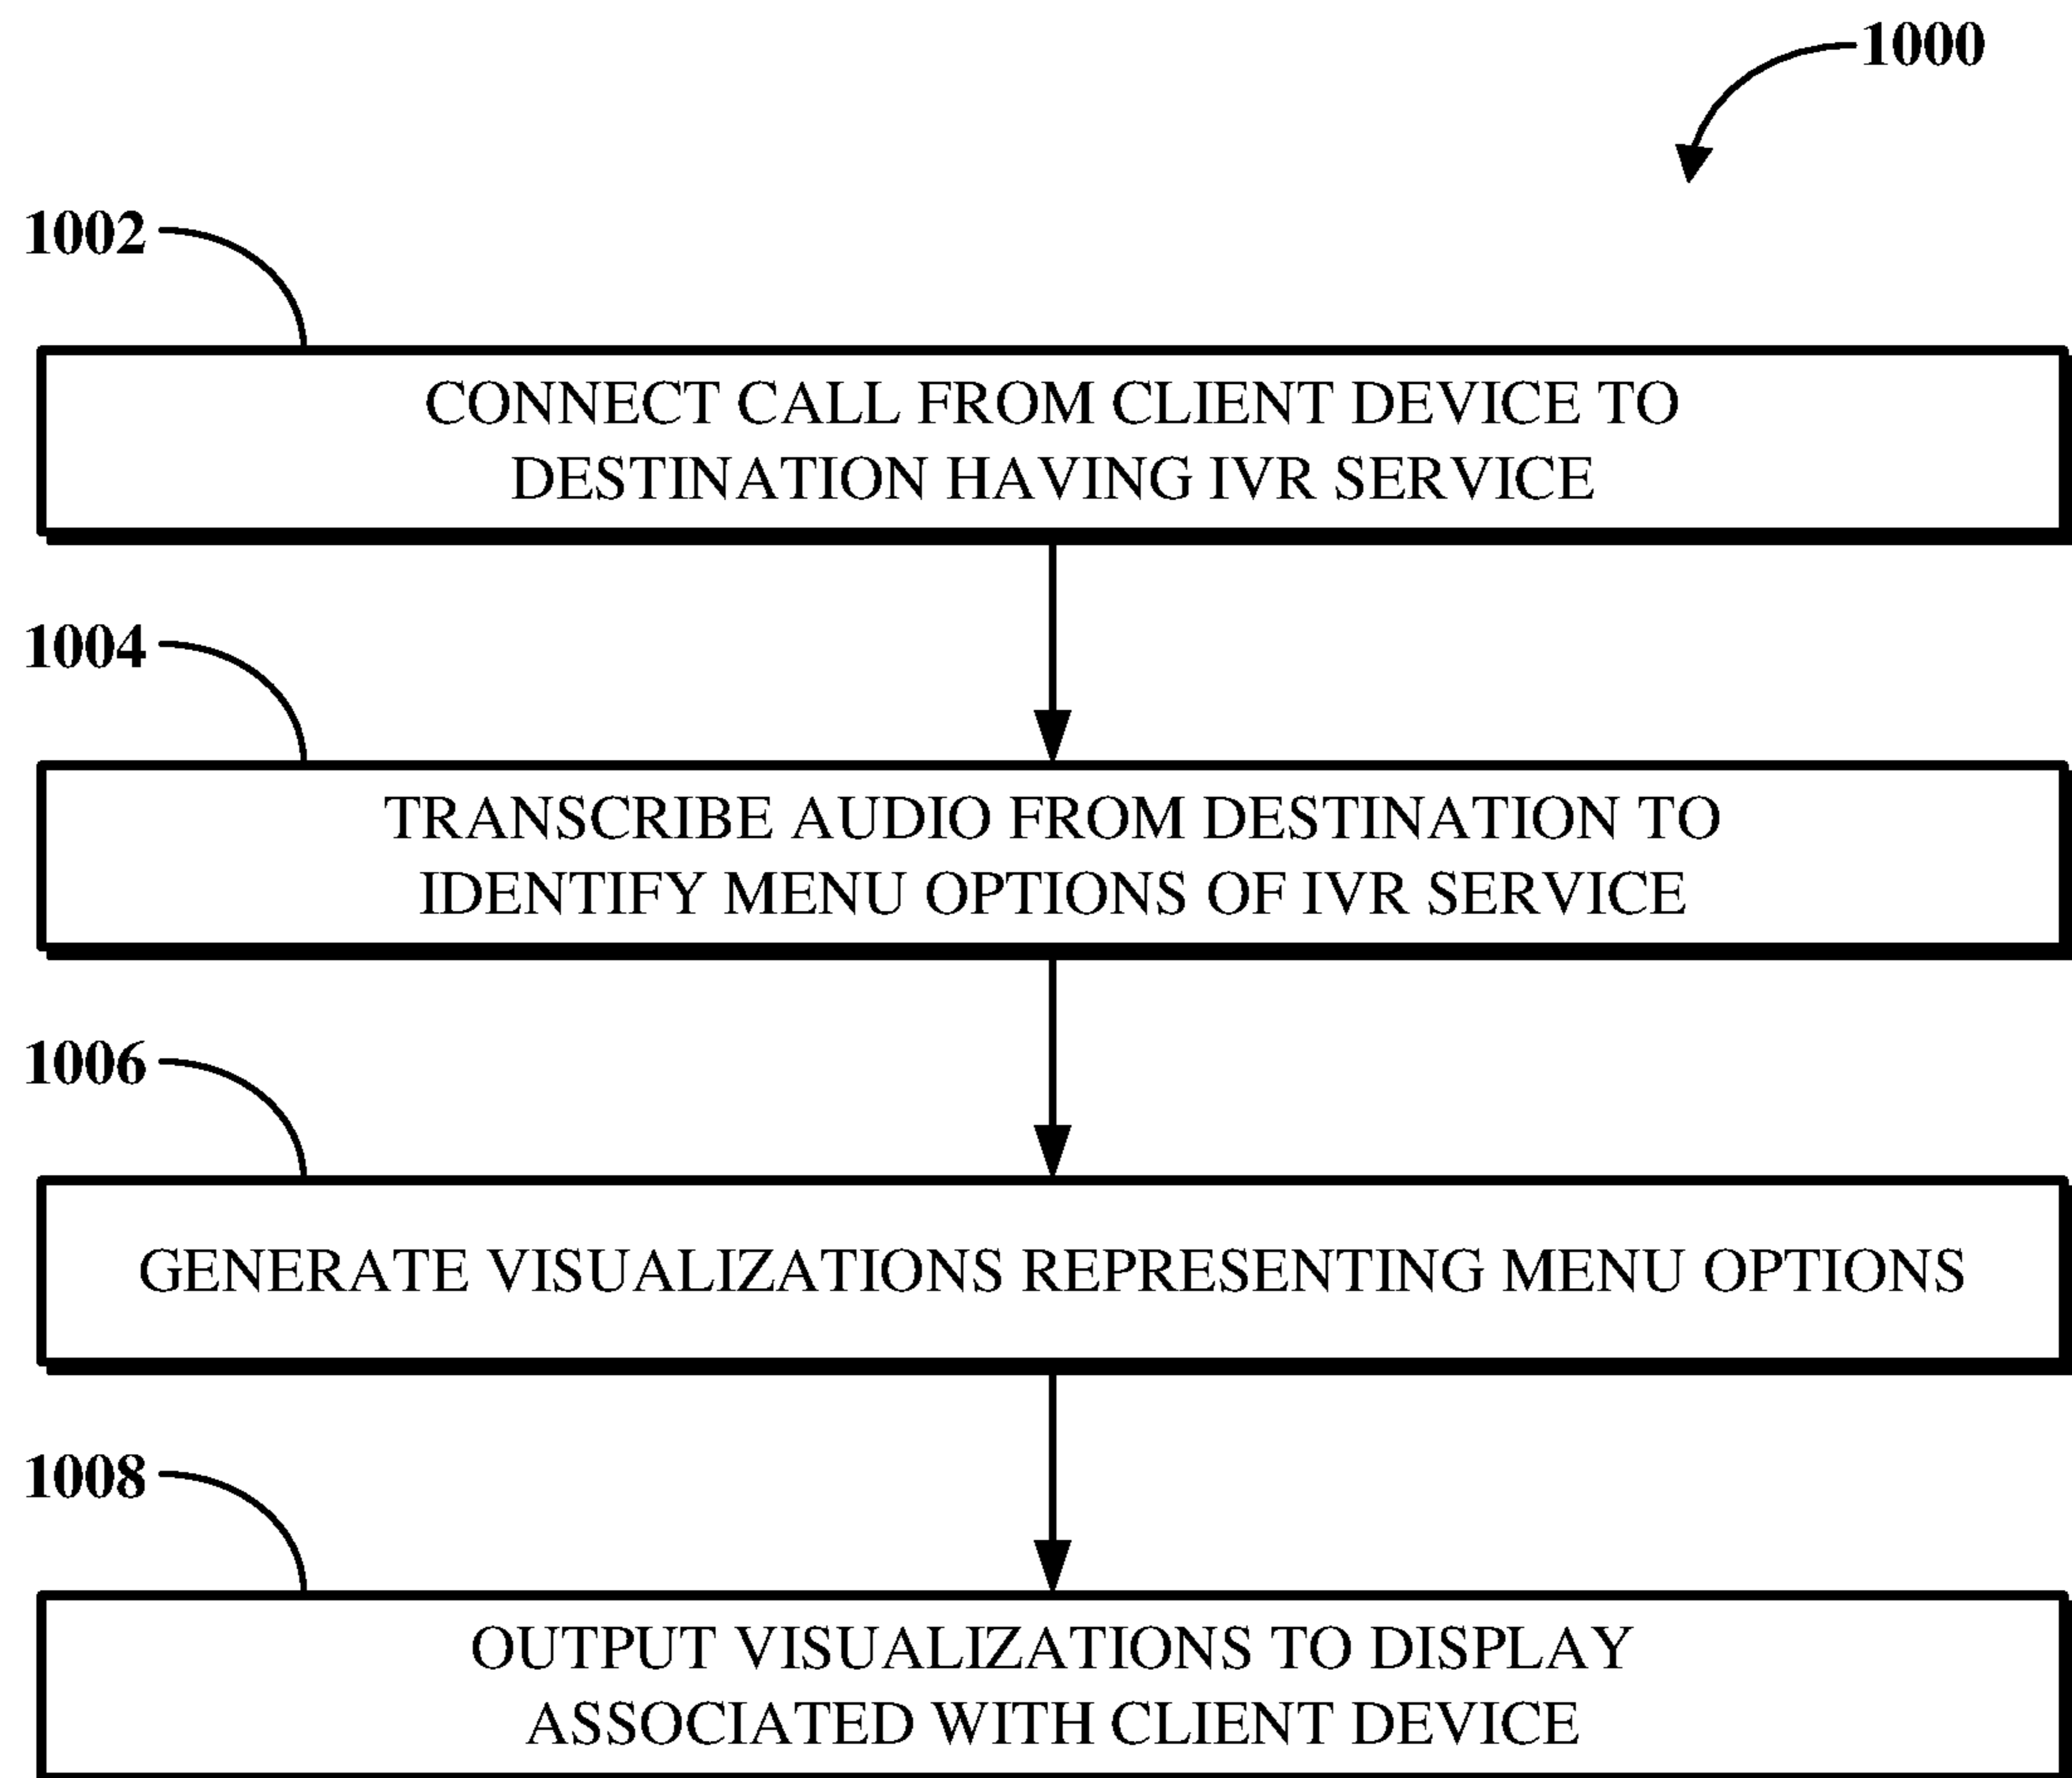 1000
1002
CONNECT CALL FROM CLIENT DEVICE TO
DESTINATION HAVING IVR SERVICE
1004
TRANSCRIBE AUDIO FROM DESTINATION TO
IDENTIFY MENU OPTIONS OF IVR SERVICE
1006
GENERATE VISUALIZATIONS REPRESENTING MENU OPTIONS
1008
OUTPUT VISUALIZATIONS TO DISPLAY
ASSOCIATED WITH CLIENT DEVICE